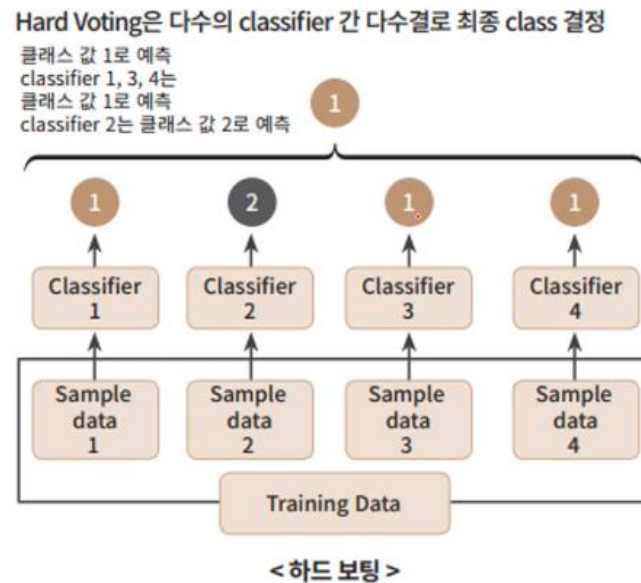 Hard Voting은 다수의 classifier 간 다수결로 최종 class 결정
클래스 값 1로 예측
classifier 1, 3, 4는
클래스 값 1로 예측
classifier 2는 클래스 값 2로 예측
1
1
2
1
1
Classifier
1
Classifier
2
Classifier
3
Classifier
4
Sample
data
1
Sample
data
2
Sample
data
3
Sample
data
4
Training Data
< 하드 보팅 >